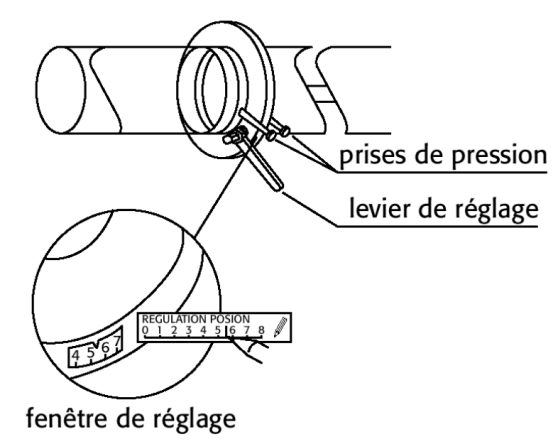 prises de pression
levier de réglage
REGULATION POSION
0 1 2 3 4 5 6 7 8
4 5 6 7
fenêtre de réglage